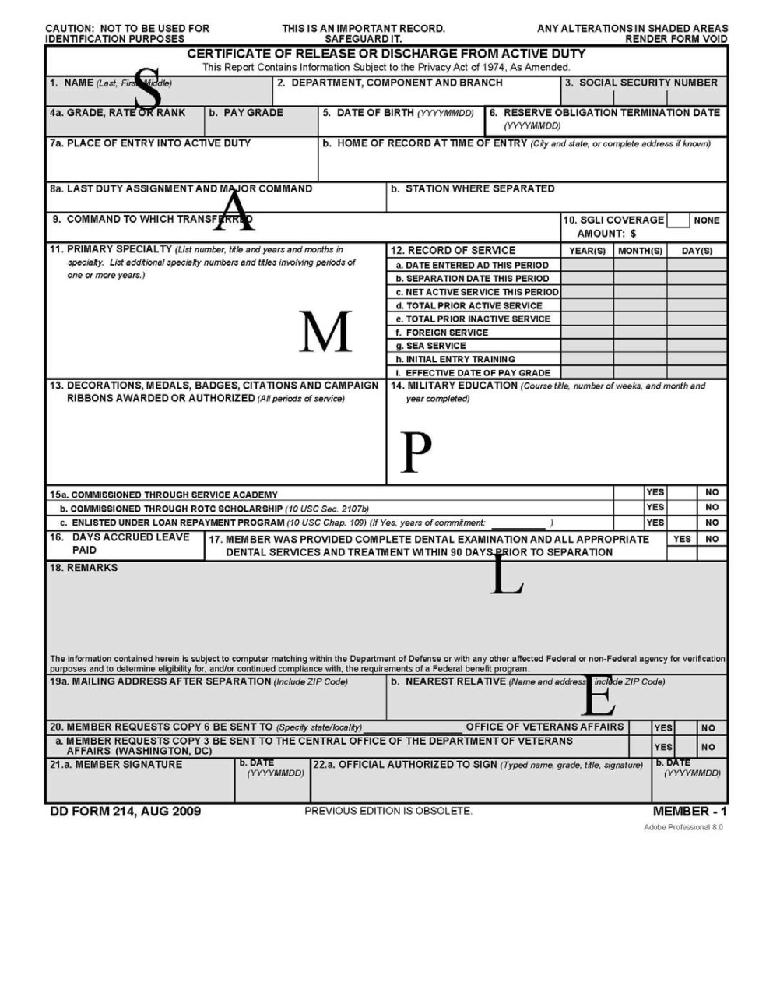 CAUTION: NOT TO BE USED FOR
IDENTIFICATION PURPOSES
THIS IS AN IMPORTANT RECORD.
SAFEGUARD IT.
ANY ALTERATIONS IN SHADED AREAS
RENDER FORM VOID
CERTIFICATE OF RELEASE OR DISCHARGE FROM ACTIVE DUTY
This Report Contains Information Subject to the Privacy Act of 1974, As Amended.
1. NAME (Last, First, Middle)
2. DEPARTMENT, COMPONENT AND BRANCH
3. SOCIAL SECURITY NUMBER
S
4a. GRADE, RATE OR RANK
b. PAY GRADE
5. DATE OF BIRTH (YYYYMMDD)
6. RESERVE OBLIGATION TERMINATION DATE
(YYYYMMDD)
7a. PLACE OF ENTRY INTO ACTIVE DUTY
b. HOME OF RECORD AT TIME OF ENTRY (City and state, or complete address if known)
8a. LAST DUTY ASSIGNMENT AND MAJOR COMMAND
b. STATION WHERE SEPARATED
A
9. COMMAND TO WHICH TRANSFERRED
10. SGLI COVERAGE
NONE
AMOUNT: $
11. PRIMARY SPECIALTY (List number, title and years and months in
specialty. List additional specialty numbers and titles involving periods of
one or more years.)
M
12. RECORD OF SERVICE
YEAR(S)
MONTH(S)
DAY(S)
a. DATE ENTERED AD THIS PERIOD
b. SEPARATION DATE THIS PERIOD
c. NET ACTIVE SERVICE THIS PERIOD
d. TOTAL PRIOR ACTIVE SERVICE
e. TOTAL PRIOR INACTIVE SERVICE
f. FOREIGN SERVICE
g. SEA SERVICE
h. INITIAL ENTRY TRAINING
i. EFFECTIVE DATE OF PAY GRADE
13. DECORATIONS, MEDALS, BADGES, CITATIONS AND CAMPAIGN
RIBBONS AWARDED OR AUTHORIZED (All periods of service)
14. MILITARY EDUCATION (Course title, number of weeks, and month and
year completed)
P
15a. COMMISSIONED THROUGH SERVICE ACADEMY
YES
NO
b. COMMISSIONED THROUGH ROTC SCHOLARSHIP (10 USC Sec. 2107b)
YES
NO
c. ENLISTED UNDER LOAN REPAYMENT PROGRAM (10 USC Chap. 109) (If Yes, years of commitment: )
YES
NO
16. DAYS ACCRUED LEAVE
PAID
17. MEMBER WAS PROVIDED COMPLETE DENTAL EXAMINATION AND ALL APPROPRIATE
DENTAL SERVICES AND TREATMENT WITHIN 90 DAYS PRIOR TO SEPARATION
YES
NO
18. REMARKS
L
The information contained herein is subject to computer matching within the Department of Defense or with any other affected Federal or non-Federal agency for verification
purposes and to determine eligibility for, and/or continued compliance with, the requirements of a Federal benefit program.
19a. MAILING ADDRESS AFTER SEPARATION (Include ZIP Code)
b. NEAREST RELATIVE (Name and address - include ZIP Code)
E
20. MEMBER REQUESTS COPY 6 BE SENT TO (Specify state/locality)
OFFICE OF VETERANS AFFAIRS
YES
NO
a. MEMBER REQUESTS COPY 3 BE SENT TO THE CENTRAL OFFICE OF THE DEPARTMENT OF VETERANS
AFFAIRS (WASHINGTON, DC)
YES
NO
21.a. MEMBER SIGNATURE
b. DATE
(YYYYMMDD)
22.a. OFFICIAL AUTHORIZED TO SIGN (Typed name, grade, title, signature)
b. DATE
(YYYYMMDD)
DD FORM 214, AUG 2009
PREVIOUS EDITION IS OBSOLETE.
MEMBER - 1
Adobe Professional 8.0